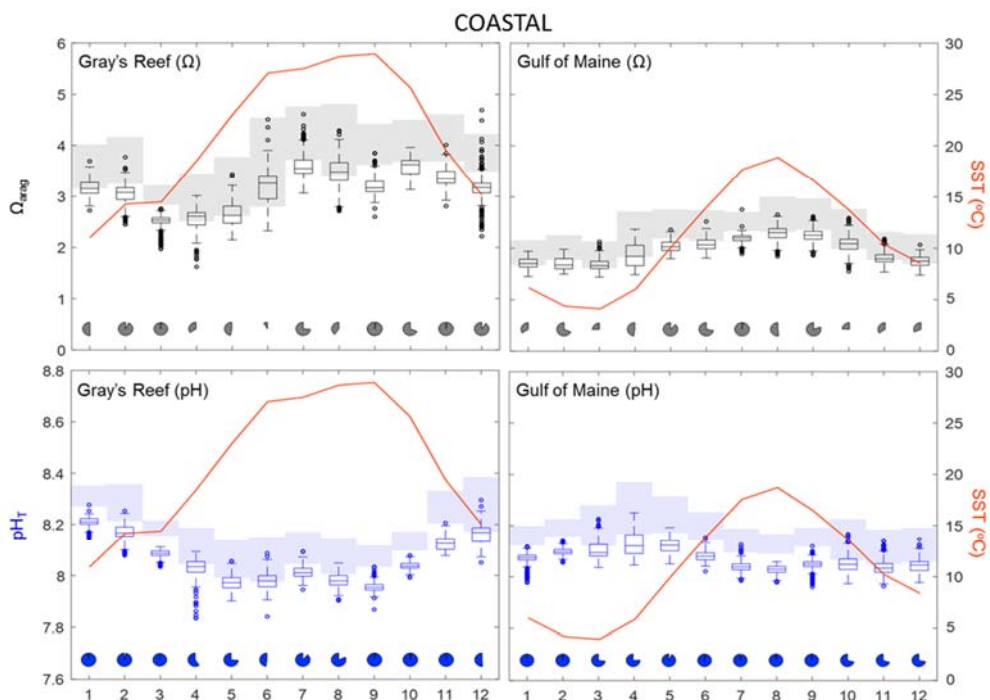 COASTAL
Gray's Reef (Ω)
Gulf of Maine (Ω)
6
5
4
3
2
1
0
Ωarag
30
25
20
15
10
5
0
SST (ºC)
Gray's Reef (pH)
Gulf of Maine (pH)
8.8
8.6
8.4
8.2
8
7.8
7.6
pHT
30
25
20
15
10
5
0
SST (ºC)
1 2 3 4 5 6 7 8 9 10 11 12
1 2 3 4 5 6 7 8 9 10 11 12